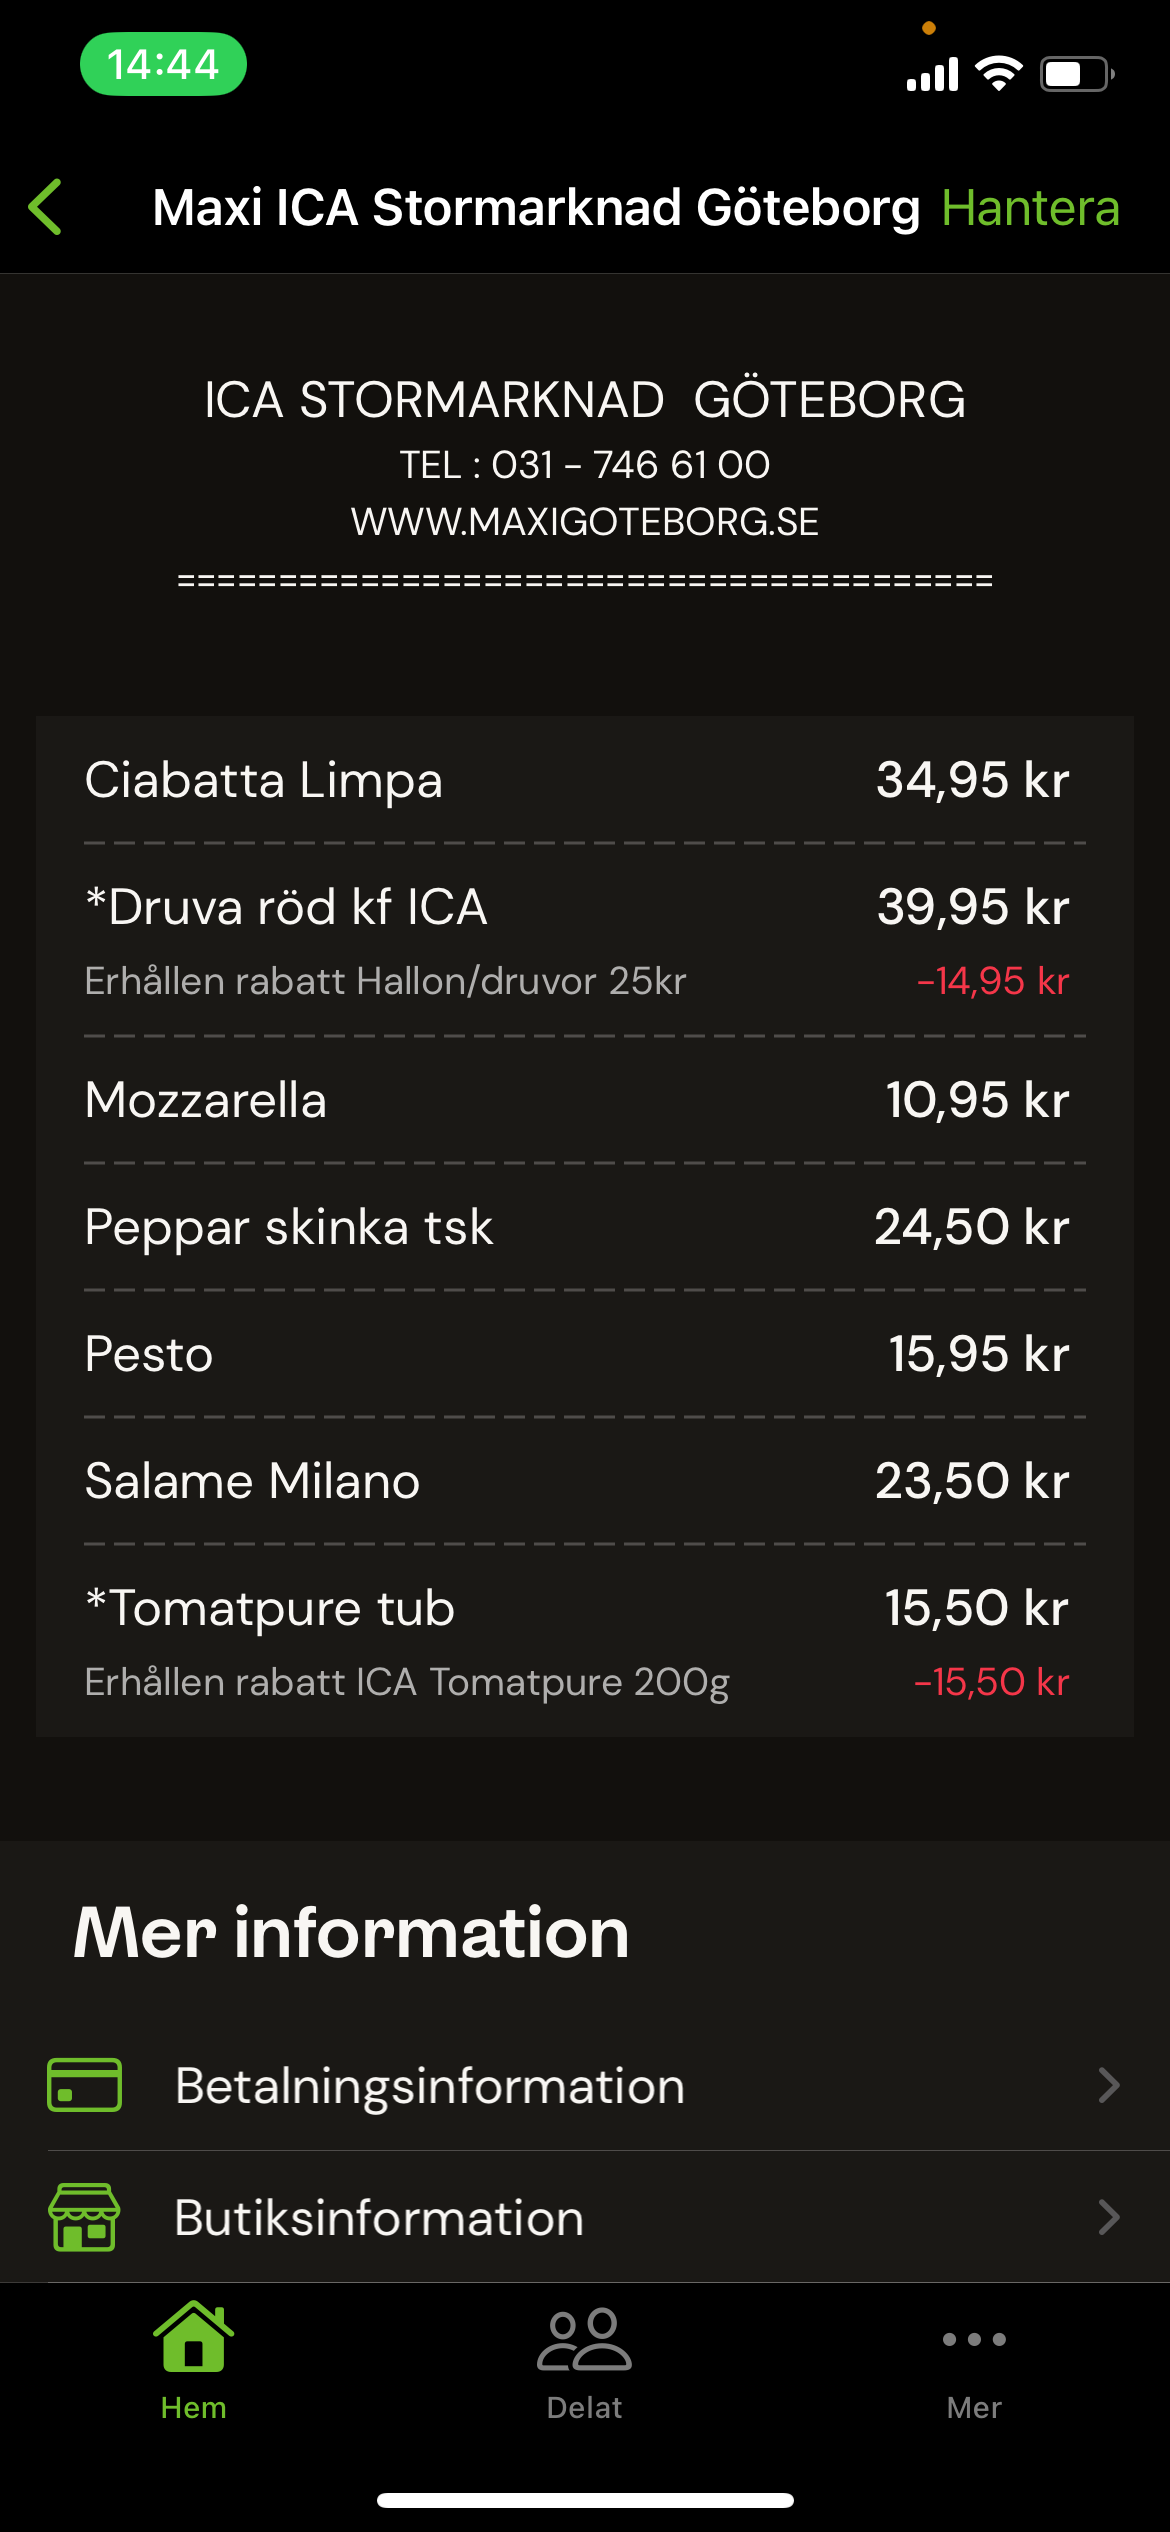 14:44
Maxi ICA Stormarknad Göteborg Hantera
ICA STORMARKNAD  GÖTEBORG
TEL : 031 - 746 61 00
WWW.MAXIGOTEBORG.SE
========================================
Ciabatta Limpa 34,95 kr
*Druva röd kf ICA 39,95 kr
Erhållen rabatt Hallon/druvor 25kr -14,95 kr
Mozzarella 10,95 kr
Peppar skinka tsk 24,50 kr
Pesto 15,95 kr
Salame Milano 23,50 kr
*Tomatpure tub 15,50 kr
Erhållen rabatt ICA Tomatpure 200g -15,50 kr
Mer information
Betalningsinformation
Butiksinformation
Hem Delat Mer